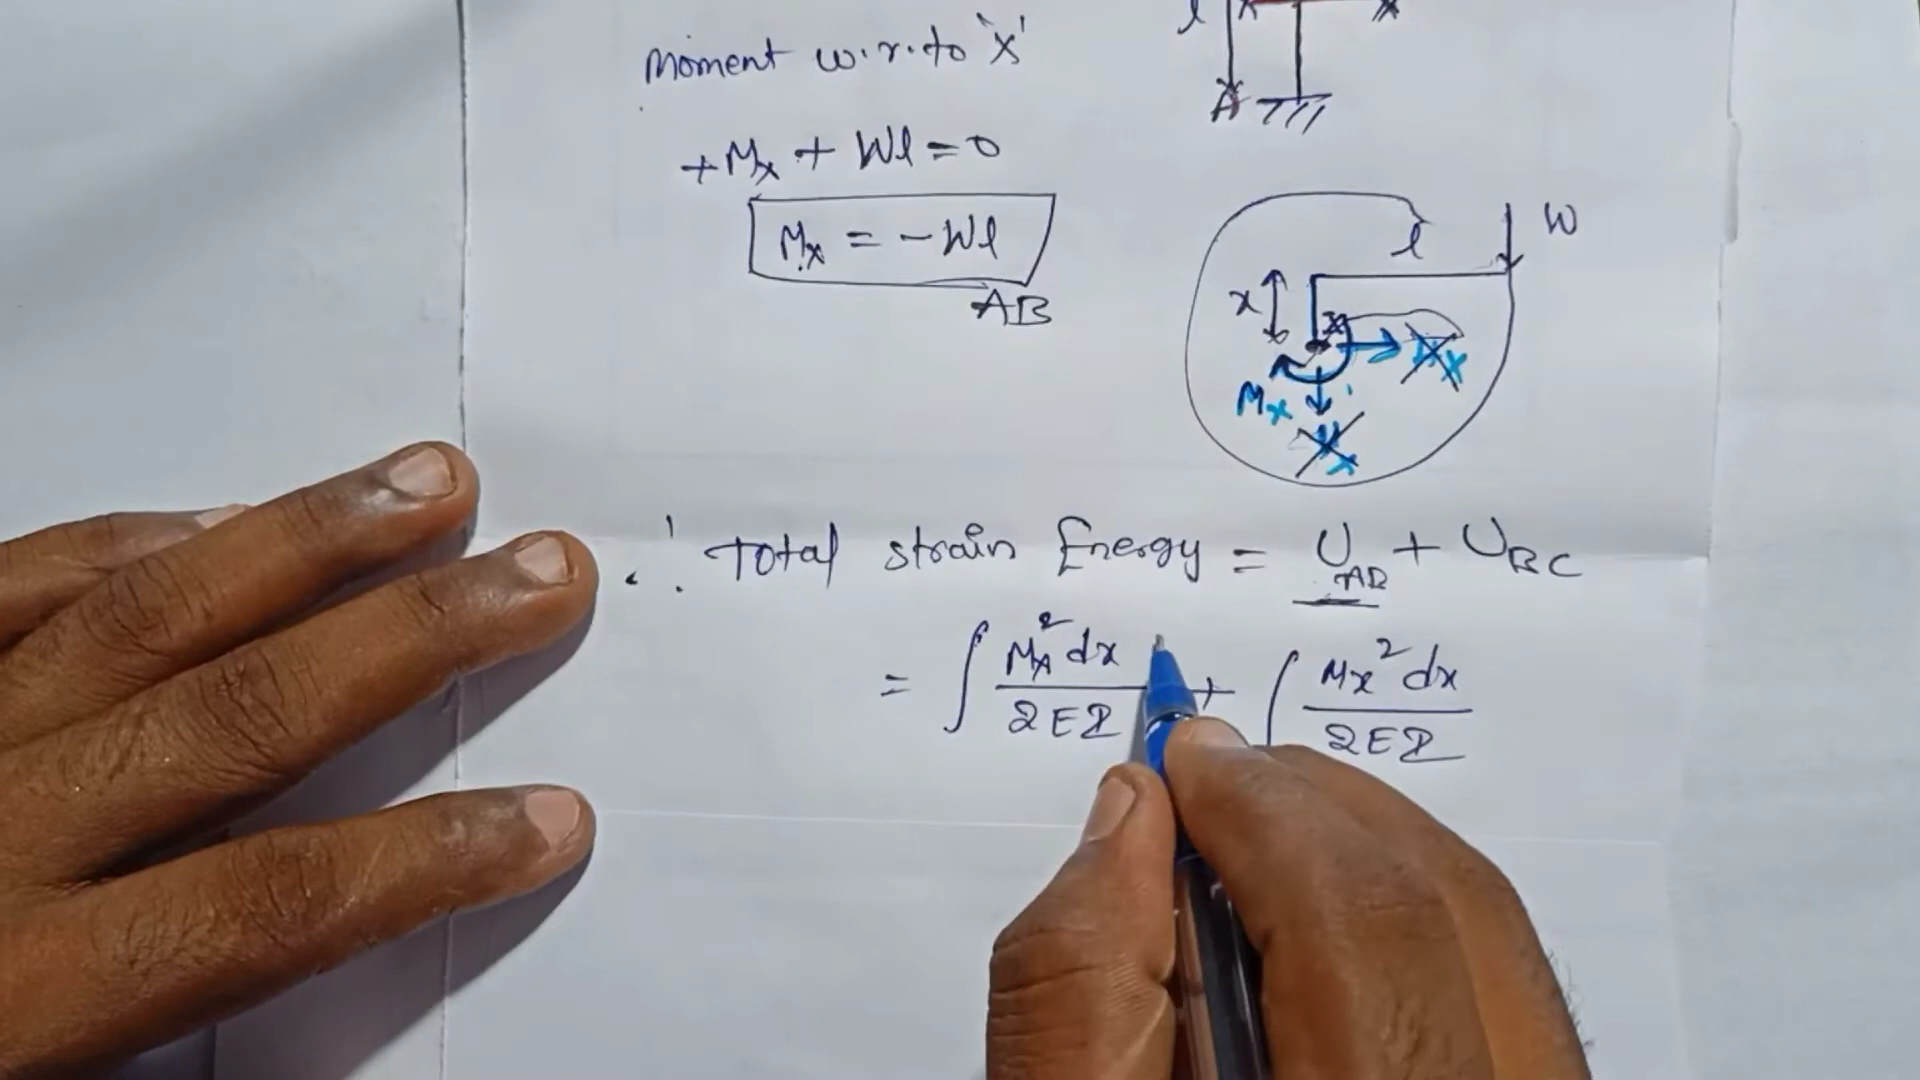 l x x
A
Moment w.r.to 'x'
+Mx + Wl = 0
Mx = -Wl
AB
l W
x x
Mx
∴ Total strain Energy = UAB + UBC
= ∫ Mx² dx / 2EI + ∫ Mx² dx / 2EI